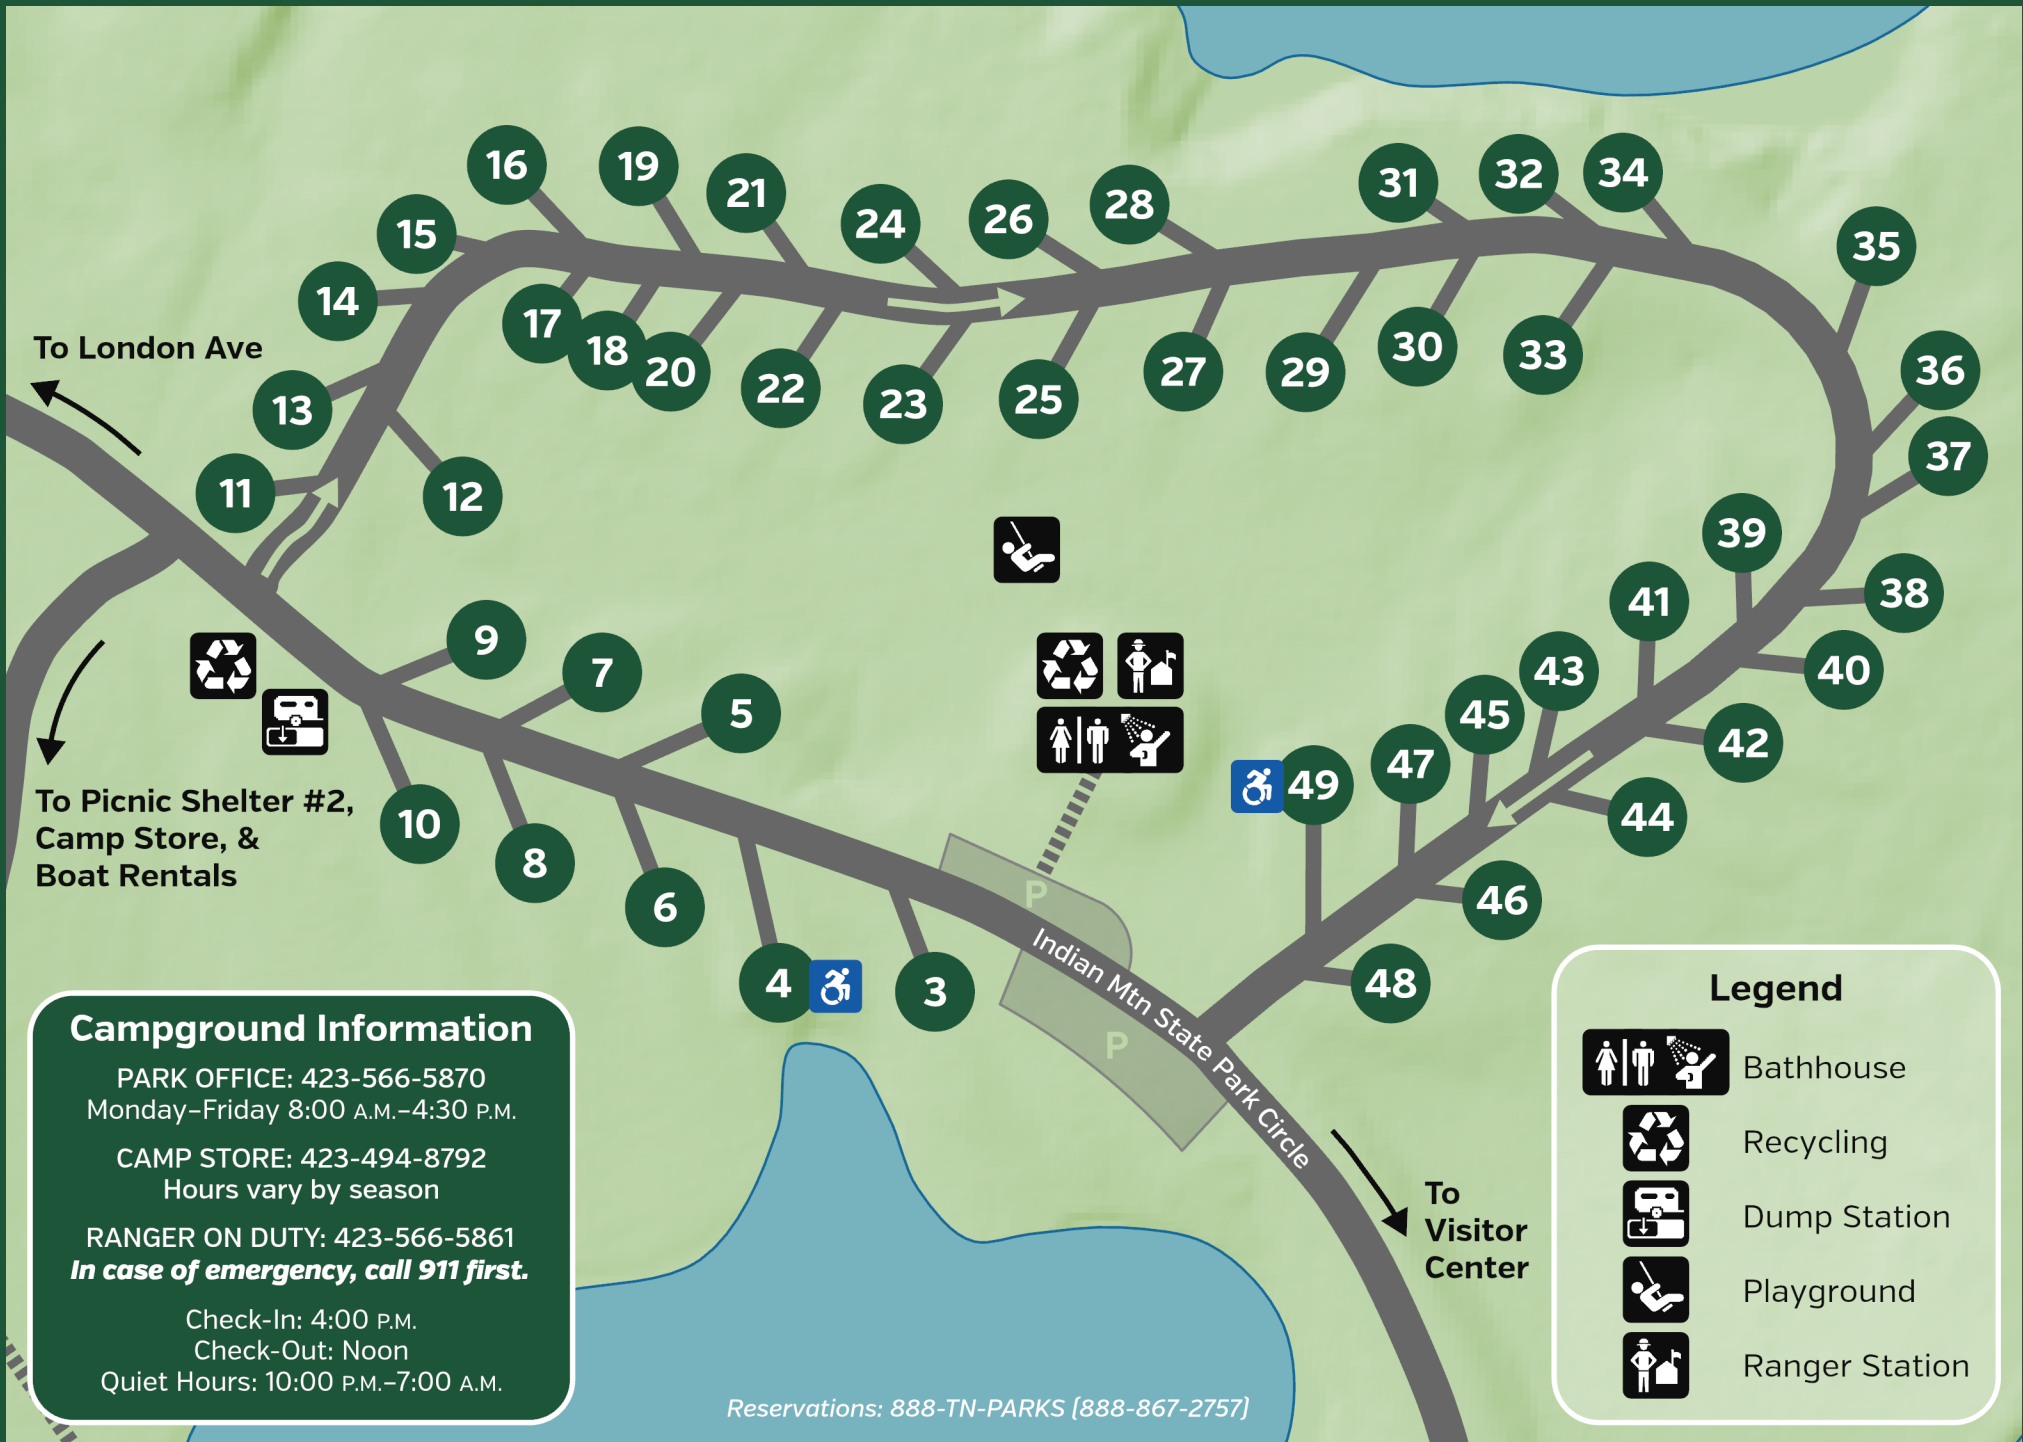 16
19
21
24
26
28
31
32
34
35
15
14
17
18
20
22
23
25
27
29
30
33
36
37
To London Ave
13
11
12
39
38
41
40
43
42
45
44
47
49
46
48
9
7
5
10
8
6
4
3
To Picnic Shelter #2,
Camp Store, &
Boat Rentals
P
P
Indian Mtn State Park Circle
To
Visitor
Center
Campground Information
PARK OFFICE: 423-566-5870
Monday–Friday 8:00 A.M.–4:30 P.M.
CAMP STORE: 423-494-8792
Hours vary by season
RANGER ON DUTY: 423-566-5861
In case of emergency, call 911 first.
Check-In: 4:00 P.M.
Check-Out: Noon
Quiet Hours: 10:00 P.M.–7:00 A.M.
Reservations: 888-TN-PARKS (888-867-2757)
Legend
Bathhouse
Recycling
Dump Station
Playground
Ranger Station